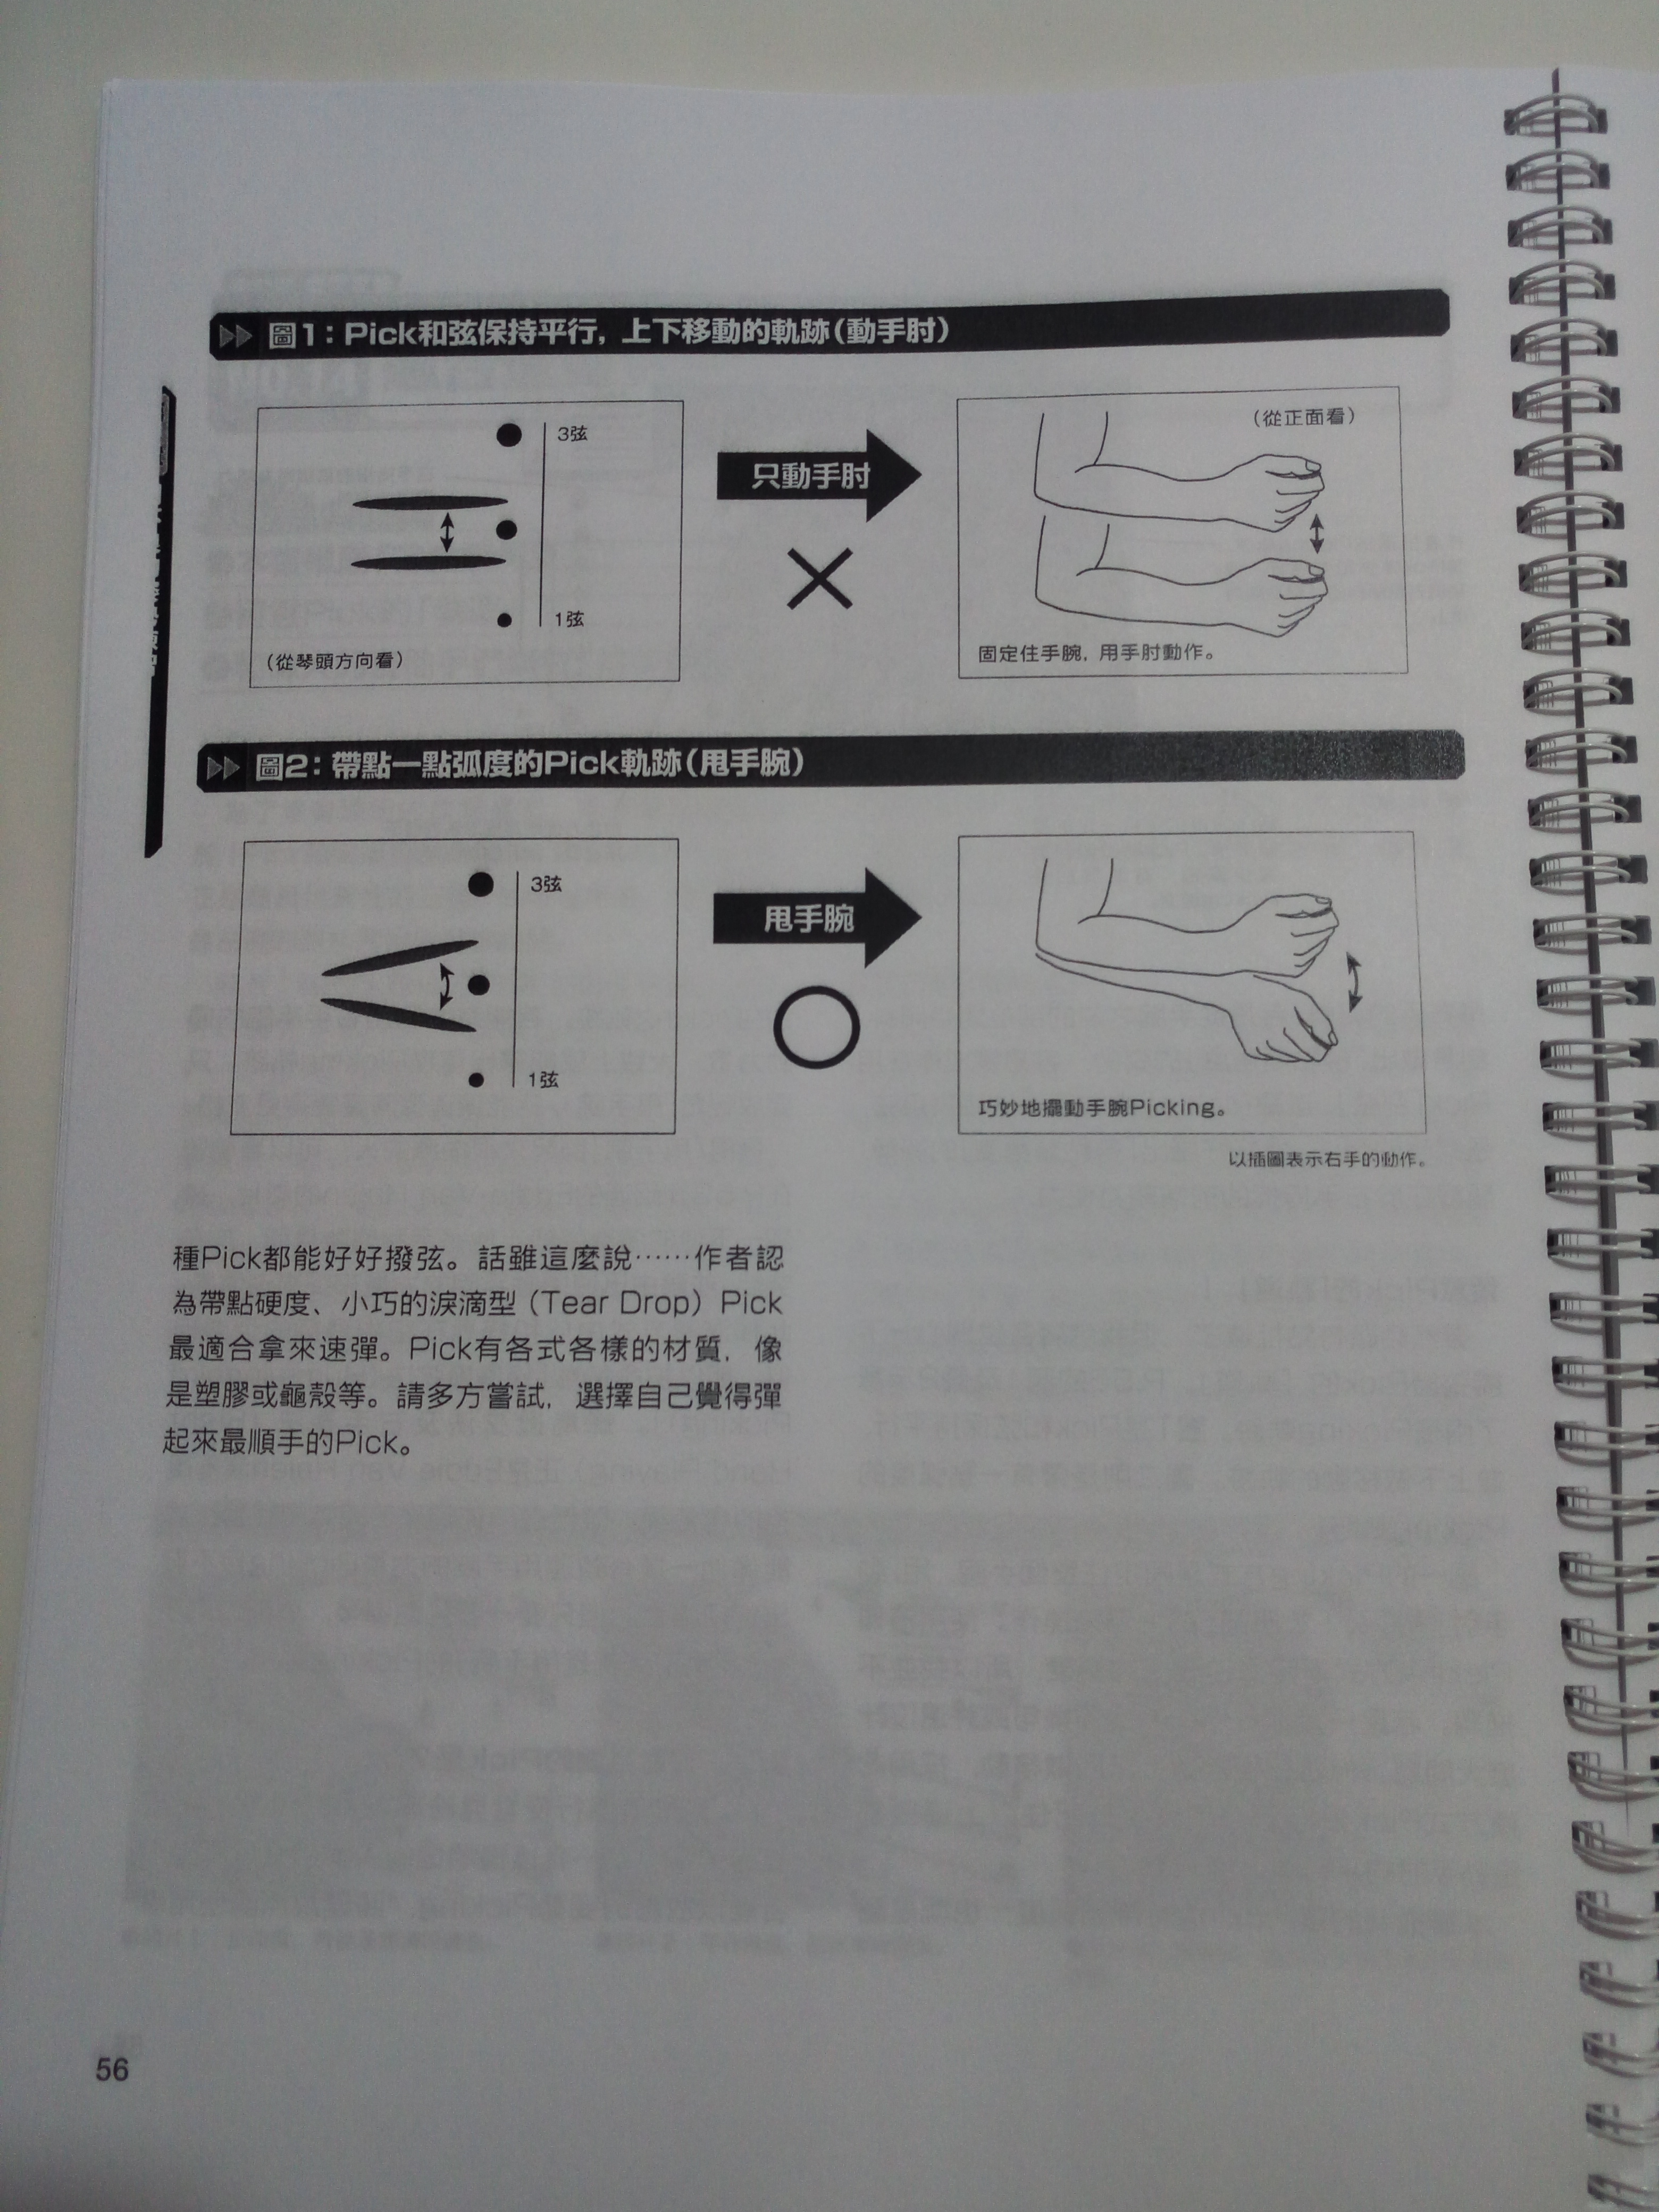 圖1：Pick和弦保持平行，上下移動的軌跡（動手肘）
3弦
1弦
（從琴頭方向看）
只動手肘
（從正面看）
固定住手腕，用手肘動作。
圖2：帶點一點弧度的Pick軌跡（甩手腕）
3弦
1弦
甩手腕
巧妙地擺動手腕Picking。
以插圖表示右手的動作。
種Pick都能好好撥弦。話雖這麼說……作者認
為帶點硬度、小巧的淚滴型（Tear Drop）Pick
最適合拿來速彈。Pick有各式各樣的材質，像
是塑膠或龜殼等。請多方嘗試，選擇自己覺得彈
起來最順手的Pick。
56